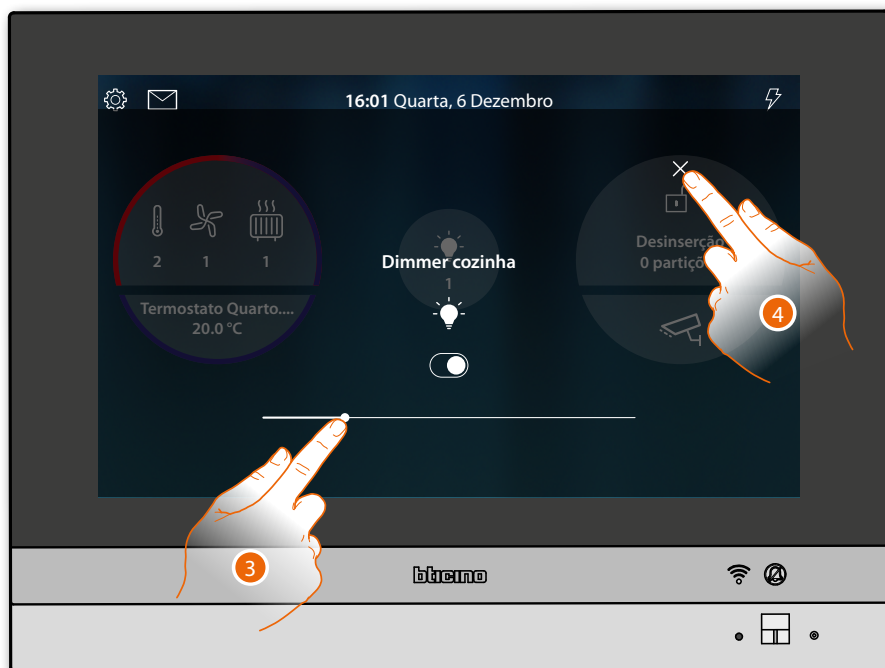 16:01 Quarta, 6 Dezembro
2 1 1
Termostato Quarto....
20.0 °C
1
Dimmer cozinha
Desinserção
0 partiçõ
4
3
bticino